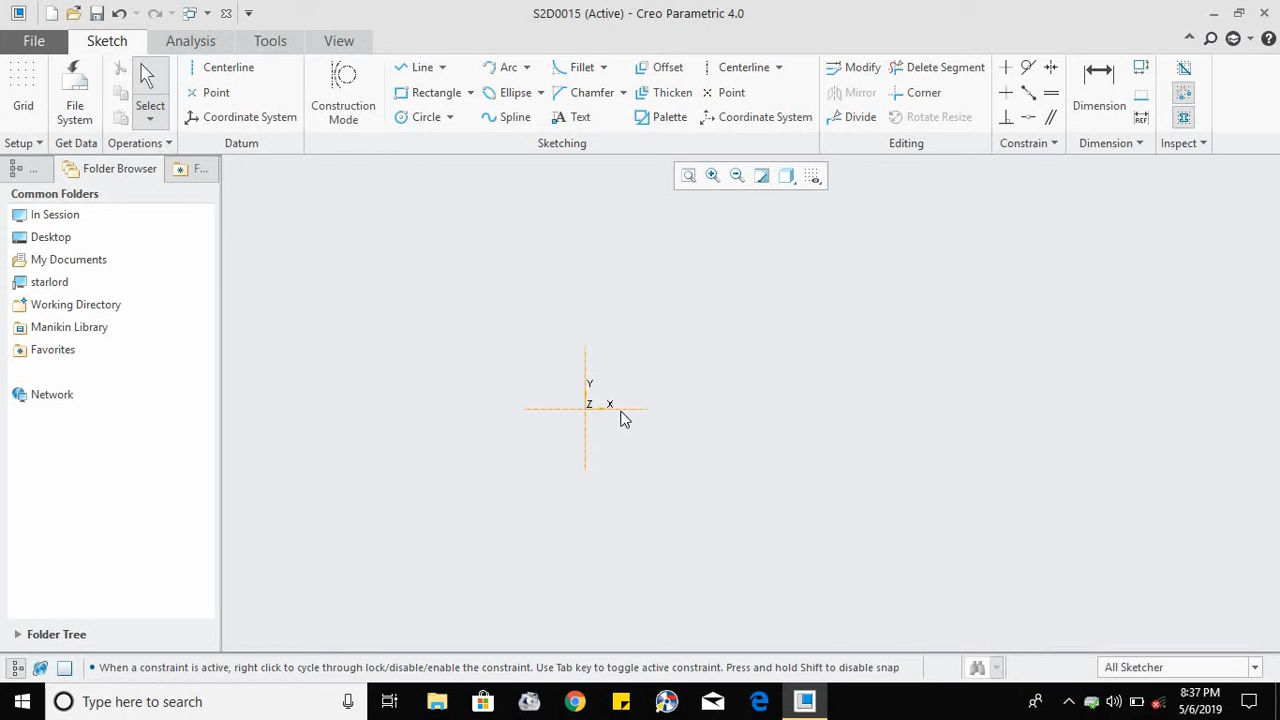 S2D0015 (Active) - Creo Parametric 4.0
File Sketch Analysis Tools View
Grid
File System
Select
Centerline
Point
Coordinate System
Construction Mode
Line Arc Fillet Offset Centerline
Rectangle Ellipse Chamfer Thicken Point
Circle Spline Text Palette Coordinate System
Modify Delete Segment
Mirror Corner
Divide Rotate Resize
Dimension
REF
Setup Get Data Operations Datum Sketching Editing Constrain Dimension Inspect
... Folder Browser F...
Common Folders
In Session
Desktop
My Documents
starlord
Working Directory
Manikin Library
Favorites
Network
Folder Tree
Y
Z X
When a constraint is active, right click to cycle through lock/disable/enable the constraint. Use Tab key to toggle active constraint. Press and hold Shift to disable snap
All Sketcher
Type here to search
8:37 PM
5/6/2019